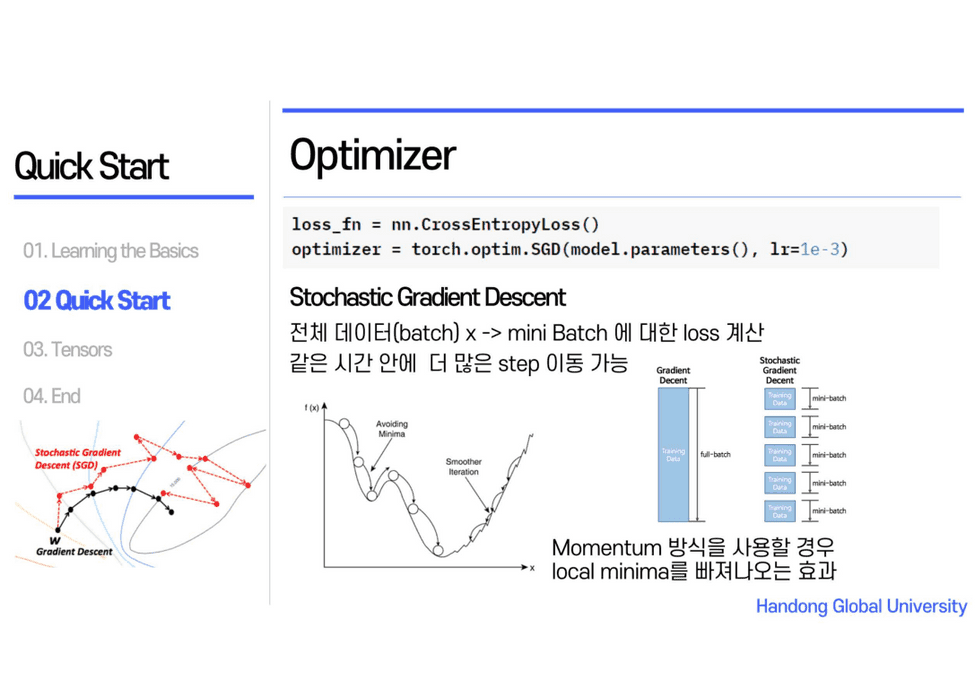 Quick Start
01. Learning the Basics
02 Quick Start
03. Tensors
04. End
Stochastic Gradient
Descent (SGD)
W
Gradient Descent
Optimizer
loss_fn = nn.CrossEntropyLoss()
optimizer = torch.optim.SGD(model.parameters(), lr=1e-3)
Stochastic Gradient Descent
전체 데이터(batch) x -> mini Batch 에 대한 loss 계산
같은 시간 안에 더 많은 step 이동 가능
f (x)
Avoiding
Minima
Smoother
Iteration
x
Gradient
Decent
Training
Data
full-batch
Stochastic
Gradient
Decent
Training
Data
mini-batch
Training
Data
mini-batch
Training
Data
mini-batch
Training
Data
mini-batch
Training
Data
mini-batch
Momentum 방식을 사용할 경우
local minima를 빠져나오는 효과
Handong Global University